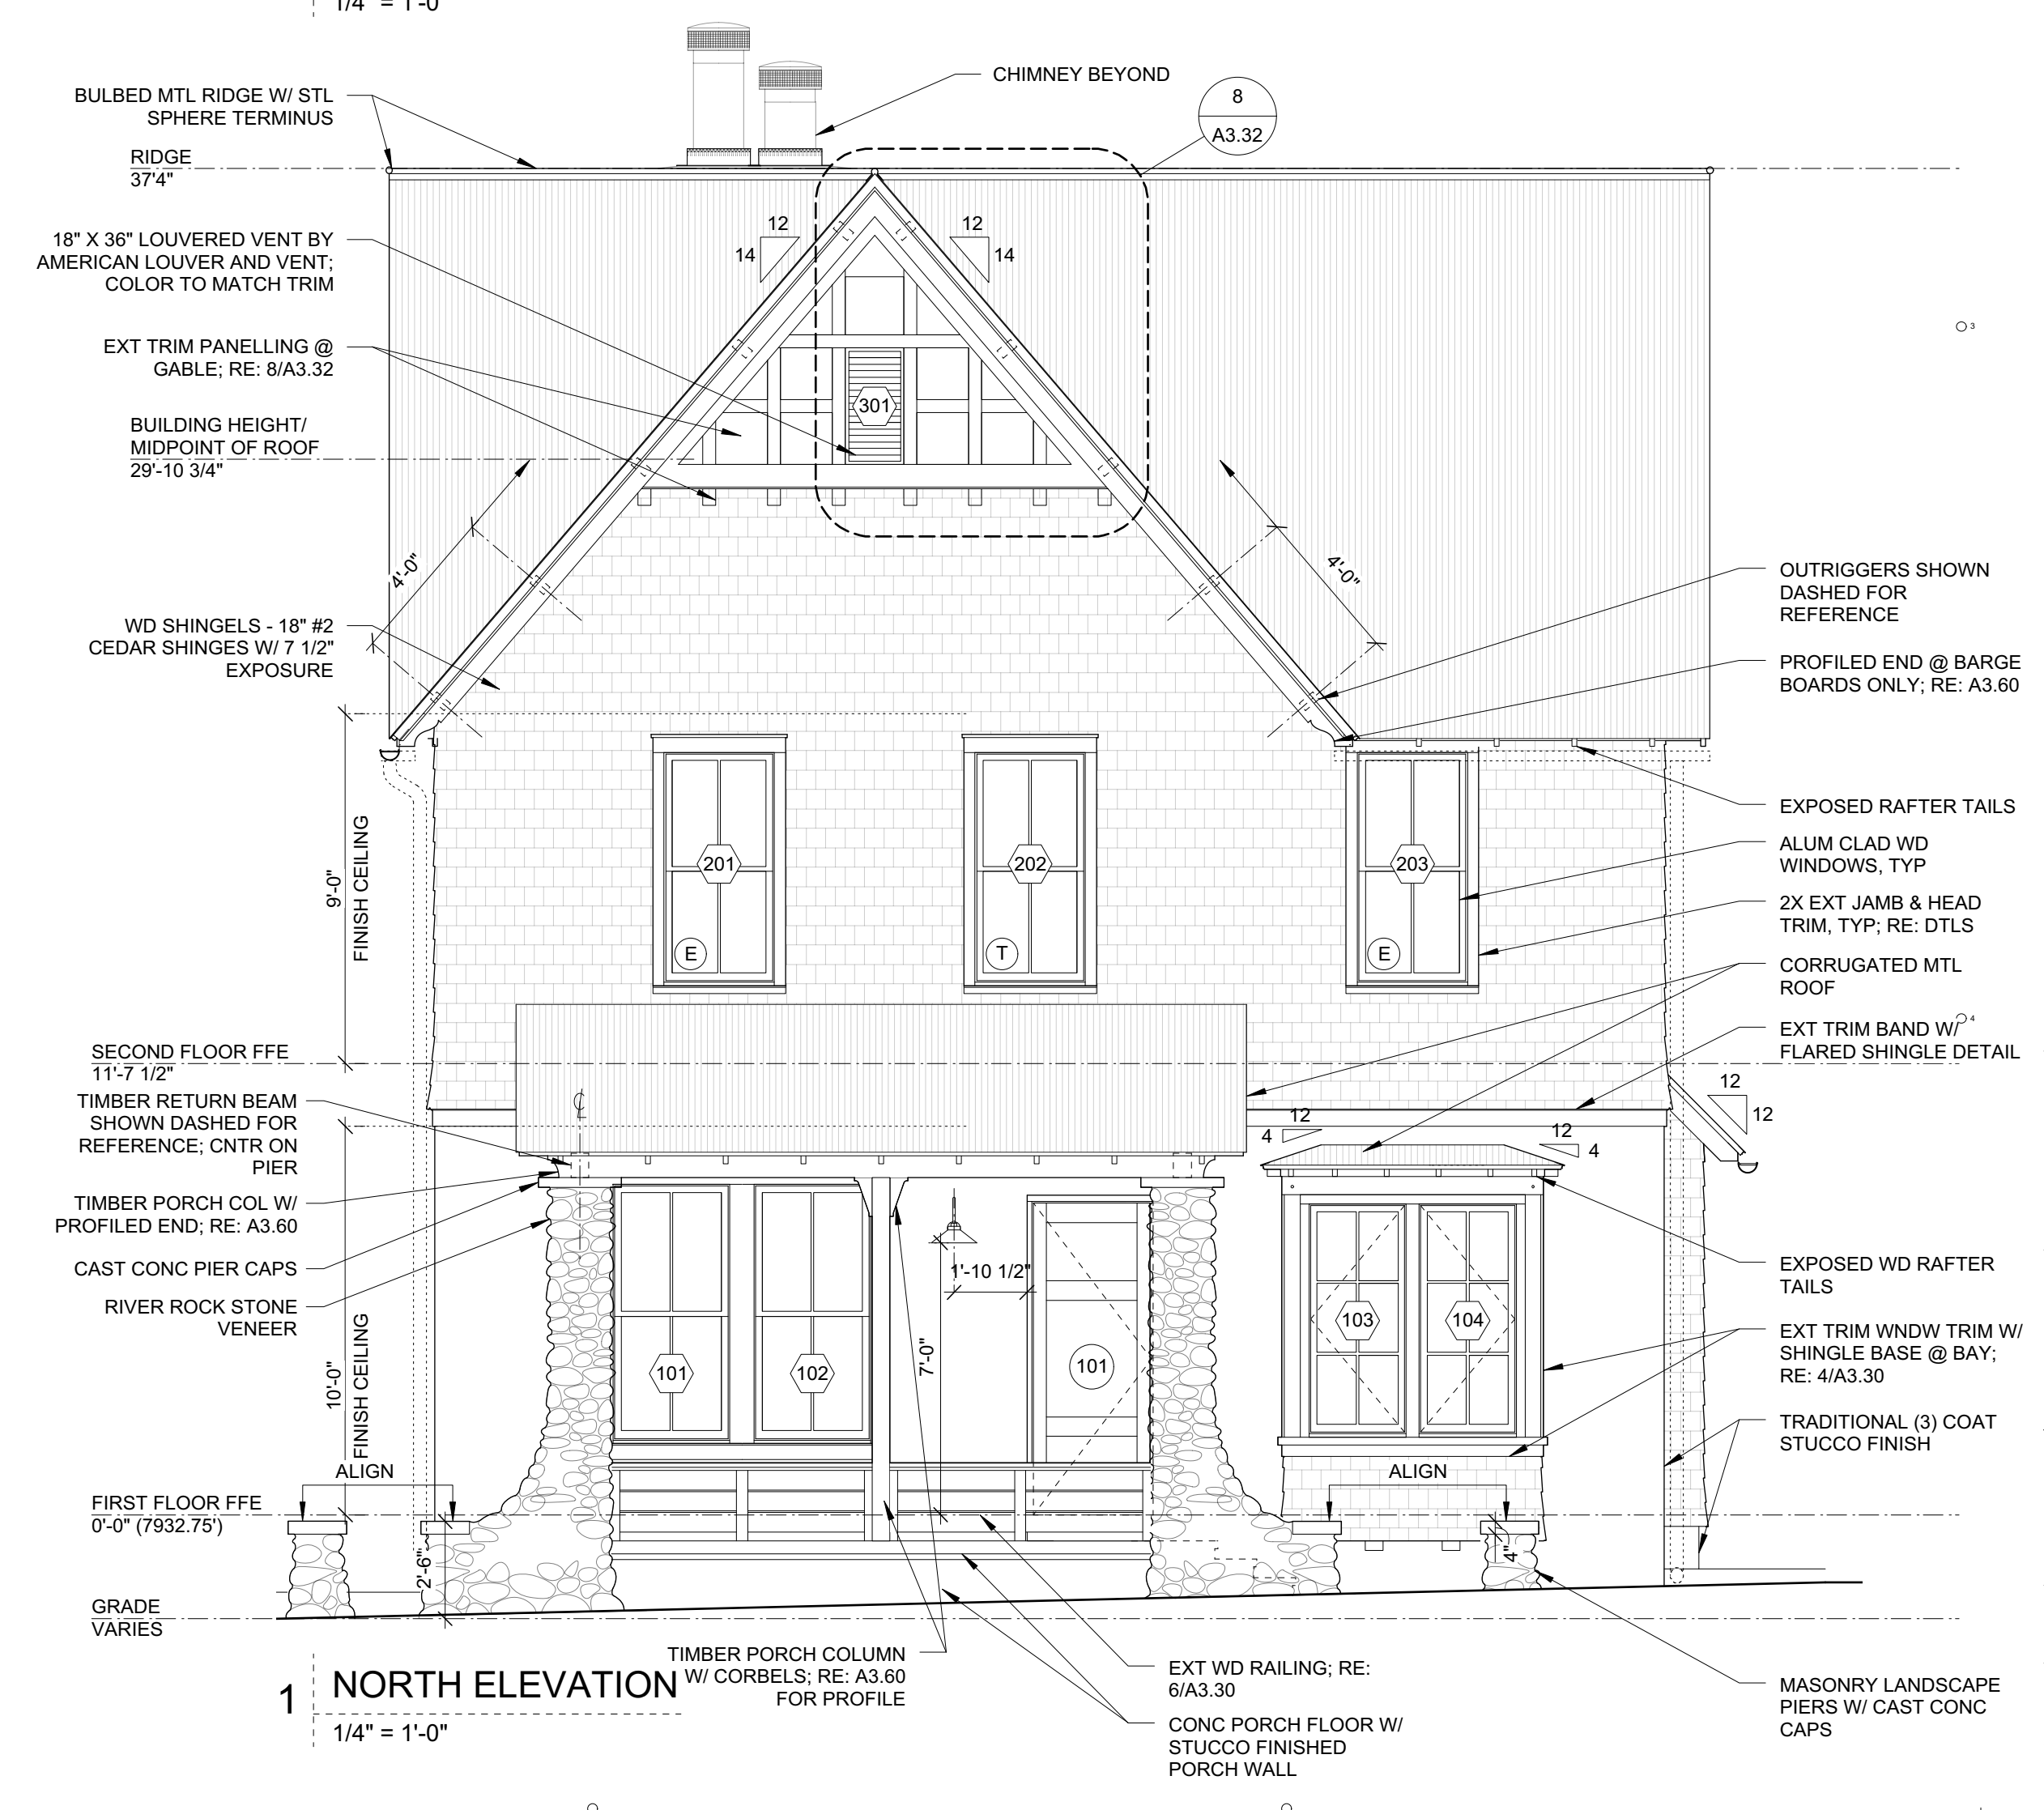 1/4" = 1'-0"
CHIMNEY BEYOND
8
A3.32
BULBED MTL RIDGE W/ STL
SPHERE TERMINUS
RIDGE
37'4"
18" X 36" LOUVERED VENT BY
AMERICAN LOUVER AND VENT;
COLOR TO MATCH TRIM
12
14
12
14
EXT TRIM PANELLING @
GABLE; RE: 8/A3.32
301
3
BUILDING HEIGHT/
MIDPOINT OF ROOF
29'-10 3/4"
4'-0"
4'-0"
WD SHINGELS - 18" #2
CEDAR SHINGES W/ 7 1/2"
EXPOSURE
OUTRIGGERS SHOWN
DASHED FOR
REFERENCE
PROFILED END @ BARGE
BOARDS ONLY; RE: A3.60
EXPOSED RAFTER TAILS
ALUM CLAD WD
WINDOWS, TYP
2X EXT JAMB & HEAD
TRIM, TYP; RE: DTLS
CORRUGATED MTL
ROOF
EXT TRIM BAND W/
FLARED SHINGLE DETAIL
4
9'-0"
FINISH CEILING
201
202
203
E
T
E
SECOND FLOOR FFE
11'-7 1/2"
TIMBER RETURN BEAM
SHOWN DASHED FOR
REFERENCE; CNTR ON
PIER
TIMBER PORCH COL W/
PROFILED END; RE: A3.60
CAST CONC PIER CAPS
RIVER ROCK STONE
VENEER
℄
12
4
12
4
12
12
EXPOSED WD RAFTER
TAILS
EXT TRIM WNDW TRIM W/
SHINGLE BASE @ BAY;
RE: 4/A3.30
TRADITIONAL (3) COAT
STUCCO FINISH
10'-0"
FINISH CEILING
1'-10 1/2"
7'-0"
101
102
101
103
104
ALIGN
ALIGN
FIRST FLOOR FFE
0'-0" (7932.75')
2'-6"
4"
GRADE
VARIES
TIMBER PORCH COLUMN
W/ CORBELS; RE: A3.60
FOR PROFILE
EXT WD RAILING; RE:
6/A3.30
CONC PORCH FLOOR W/
STUCCO FINISHED
PORCH WALL
MASONRY LANDSCAPE
PIERS W/ CAST CONC
CAPS
1
NORTH ELEVATION
1/4" = 1'-0"